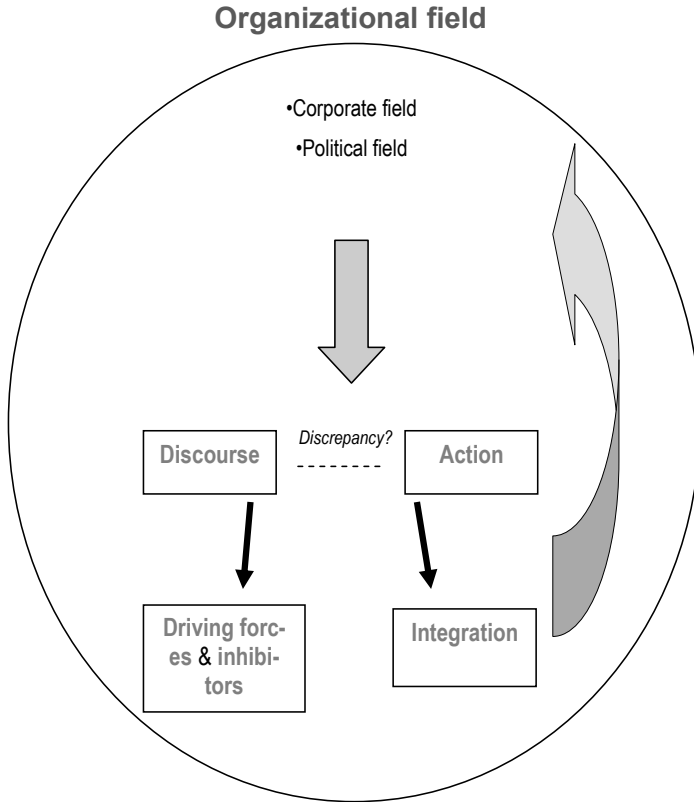 Organizational field
•Corporate field
•Political field
Discrepancy?
Discourse
Action
Driving forc-
es & inhibi-
tors
Integration